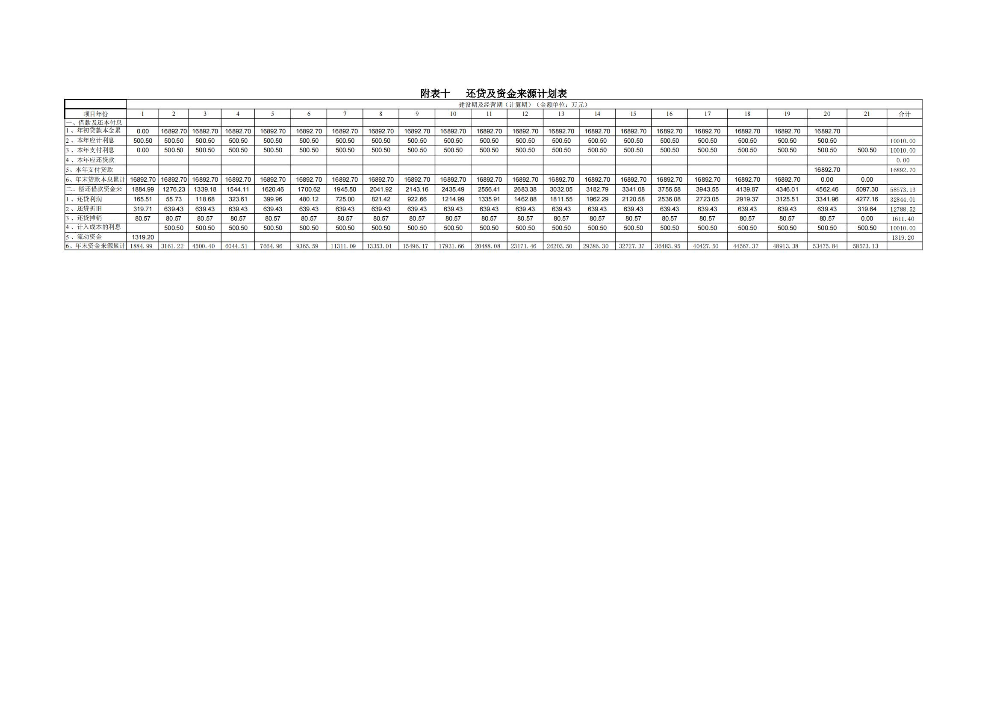 附表十 还贷及资金来源计划表
建设期及经营期（计算期）（金额单位：万元）
项目年份 1 2 3 4 5 6 7 8 9 10 11 12 13 14 15 16 17 18 19 20 21 合计
一、借款及还本付息
1、年初贷款本金累 0.00 16892.70 16892.70 16892.70 16892.70 16892.70 16892.70 16892.70 16892.70 16892.70 16892.70 16892.70 16892.70 16892.70 16892.70 16892.70 16892.70 16892.70 16892.70 16892.70
2、本年应计利息 500.50 500.50 500.50 500.50 500.50 500.50 500.50 500.50 500.50 500.50 500.50 500.50 500.50 500.50 500.50 500.50 500.50 500.50 500.50 500.50 10010.00
3、本年支付利息 0.00 500.50 500.50 500.50 500.50 500.50 500.50 500.50 500.50 500.50 500.50 500.50 500.50 500.50 500.50 500.50 500.50 500.50 500.50 500.50 500.50 10010.00
4、本年应还贷款 0.00
5、本年支付贷款 16892.70 16892.70
6、年末贷款本息累计 16892.70 16892.70 16892.70 16892.70 16892.70 16892.70 16892.70 16892.70 16892.70 16892.70 16892.70 16892.70 16892.70 16892.70 16892.70 16892.70 16892.70 16892.70 16892.70 0.00 0.00
二、偿还借款资金来 1884.99 1276.23 1339.18 1544.11 1620.46 1700.62 1945.50 2041.92 2143.16 2435.49 2556.41 2683.38 3032.05 3182.79 3341.08 3756.58 3943.55 4139.87 4346.01 4562.46 5097.30 58573.13
1、还贷利润 165.51 55.73 118.68 323.61 399.96 480.12 725.00 821.42 922.66 1214.99 1335.91 1462.88 1811.55 1962.29 2120.58 2536.08 2723.05 2919.37 3125.51 3341.96 4277.16 32844.01
2、还贷折旧 319.71 639.43 639.43 639.43 639.43 639.43 639.43 639.43 639.43 639.43 639.43 639.43 639.43 639.43 639.43 639.43 639.43 639.43 639.43 639.43 319.64 12788.52
3、还贷摊销 80.57 80.57 80.57 80.57 80.57 80.57 80.57 80.57 80.57 80.57 80.57 80.57 80.57 80.57 80.57 80.57 80.57 80.57 80.57 80.57 0.00 1611.40
4、计入成本的利息 500.50 500.50 500.50 500.50 500.50 500.50 500.50 500.50 500.50 500.50 500.50 500.50 500.50 500.50 500.50 500.50 500.50 500.50 500.50 500.50 10010.00
5、流动资金 1319.20 1319.20
6、年末资金来源累计 1884.99 3161.22 4500.40 6044.51 7664.96 9365.59 11311.09 13353.01 15496.17 17931.66 20488.08 23171.46 26203.50 29386.30 32727.37 36483.95 40427.50 44567.37 48913.38 53475.84 58573.13